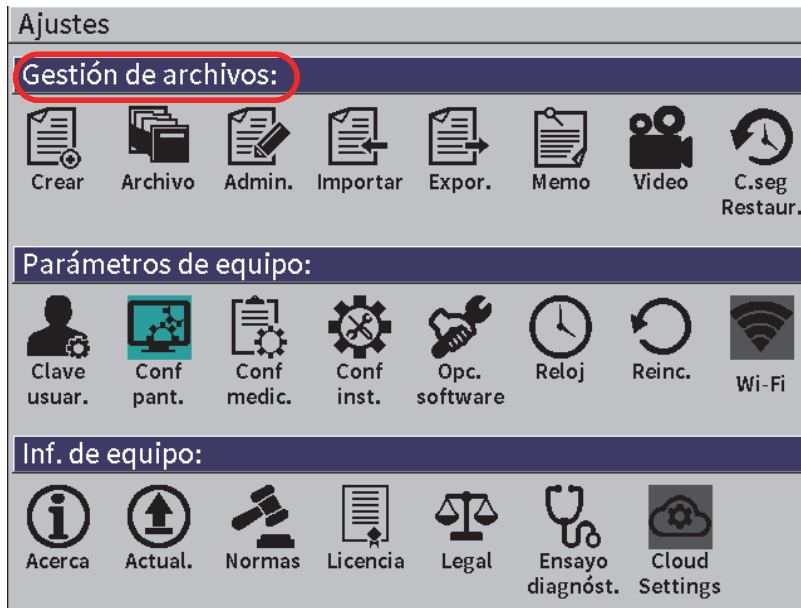 Ajustes
Gestión de archivos:
Crear Archivo Admin. Importar Expor. Memo Video C.seg
Restaur.
Parámetros de equipo:
Clave Conf Conf Conf Opc. Reloj Reinc. Wi-Fi
usuar. pant. medic. inst. software
Inf. de equipo:
Acerca Actual. Normas Licencia Legal Ensayo Cloud
diagnóst. Settings